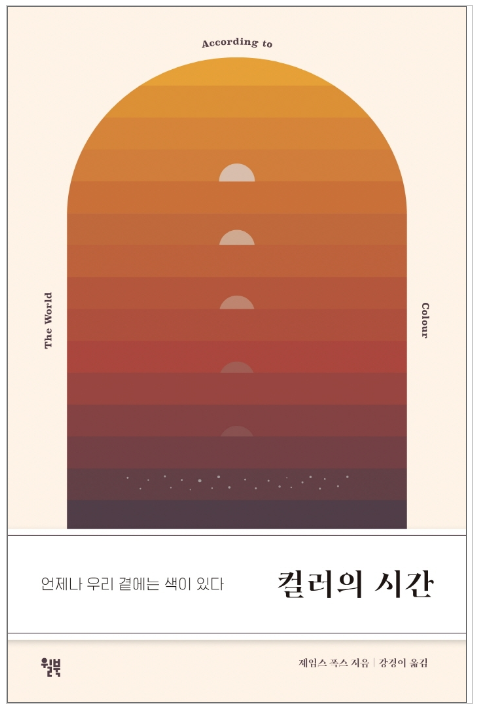 According to
The World
Colour
언제나 우리 곁에는 색이 있다
컬러의 시간
제임스 폭스 지음 | 강경이 옮김
윌북